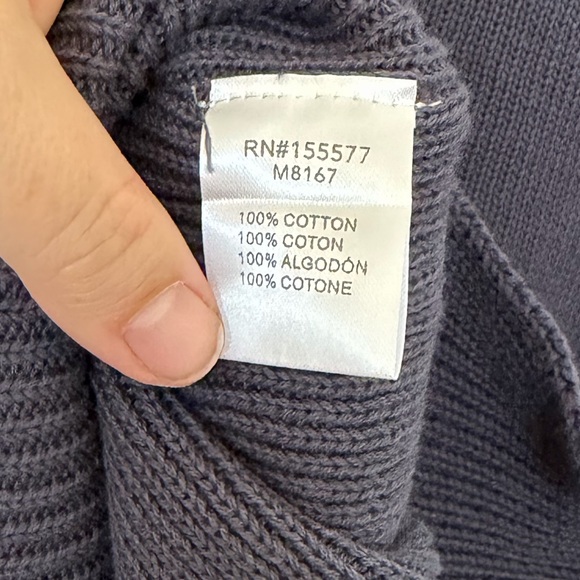 RN#155577
M8167
100% COTTON
100% COTON
100% ALGODÓN
100% COTONE